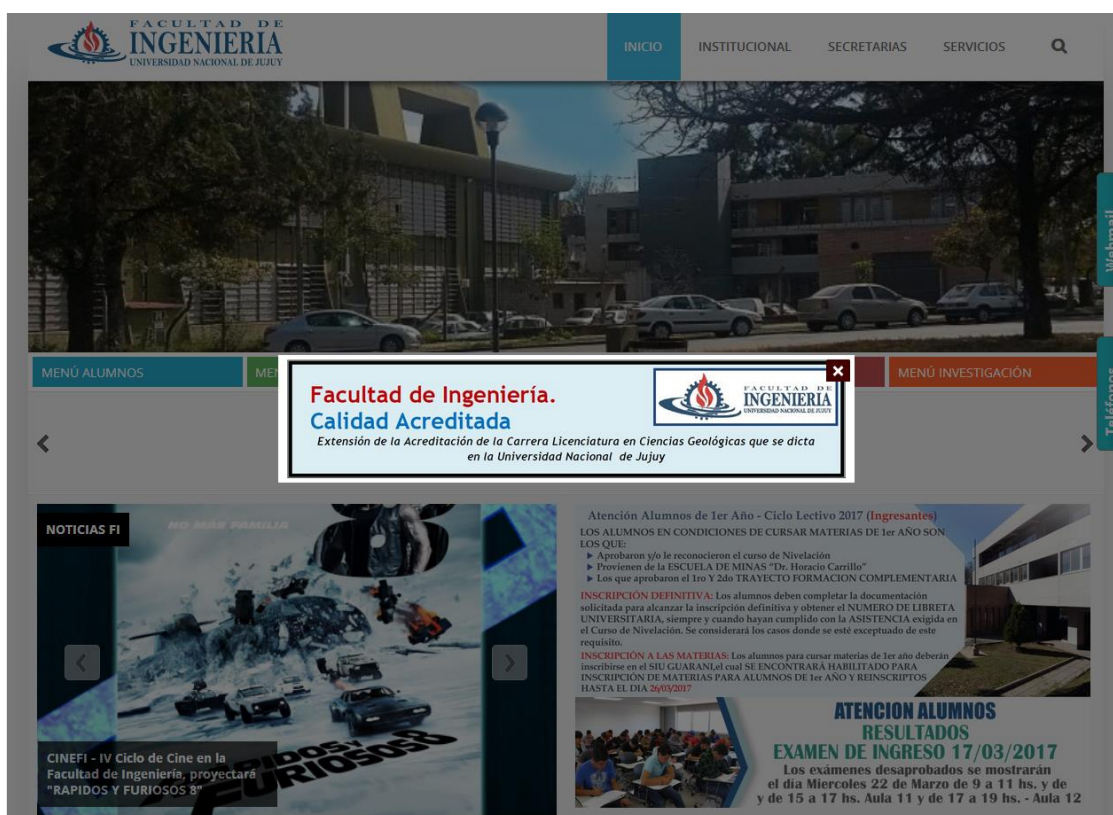 FACULTAD DE
INGENIERIA
UNIVERSIDAD NACIONAL DE JUJUY
INICIO
INSTITUCIONAL
SECRETARIAS
SERVICIOS
Webmail
MENÚ ALUMNOS
MENÚ INVESTIGACIÓN
Teléfonos
Facultad de Ingeniería.
Calidad Acreditada
FACULTAD DE
INGENIERIA
UNIVERSIDAD NACIONAL DE JUJUY
Extensión de la Acreditación de la Carrera Licenciatura en Ciencias Geológicas que se dicta
en la Universidad Nacional de Jujuy
NOTICIAS FI
NO MÁS FAMILIA
RAPIDOS Y
FURIOSOS8
CINEFI - IV Ciclo de Cine en la
Facultad de Ingeniería, proyectará
"RAPIDOS Y FURIOSOS 8"
Atención Alumnos de 1er Año - Ciclo Lectivo 2017 (Ingresantes)
LOS ALUMNOS EN CONDICIONES DE CURSAR MATERIAS DE 1er AÑO SON
LOS QUE:
Aprobaron y/o le reconocieron el curso de Nivelación
Provienen de la ESCUELA DE MINAS "Dr. Horacio Carrillo"
Los que aprobaron el 1ro Y 2do TRAYECTO FORMACION COMPLEMENTARIA
INSCRIPCIÓN DEFINITIVA: Los alumnos deben completar la documentación
solicitada para alcanzar la inscripción definitiva y obtener el NUMERO DE LIBRETA
UNIVERSITARIA, siempre y cuando hayan cumplido con la ASISTENCIA exigida en
el Curso de Nivelación. Se considerará los casos donde se esté exceptuado de este
requisito.
INSCRIPCIÓN A LAS MATERIAS: Los alumnos para cursar materias de 1er año deberán
inscribirse en el SIU GUARANI,el cual SE ENCONTRARÁ HABILITADO PARA
INSCRIPCIÓN DE MATERIAS PARA ALUMNOS DE 1er AÑO Y REINSCRIPTOS
HASTA EL DIA 26/03/2017
ATENCION ALUMNOS
RESULTADOS
EXAMEN DE INGRESO 17/03/2017
Los exámenes desaprobados se mostrarán
el día Miercoles 22 de Marzo de 9 a 11 hs. y de
y de 15 a 17 hs. Aula 11 y de 17 a 19 hs. - Aula 12